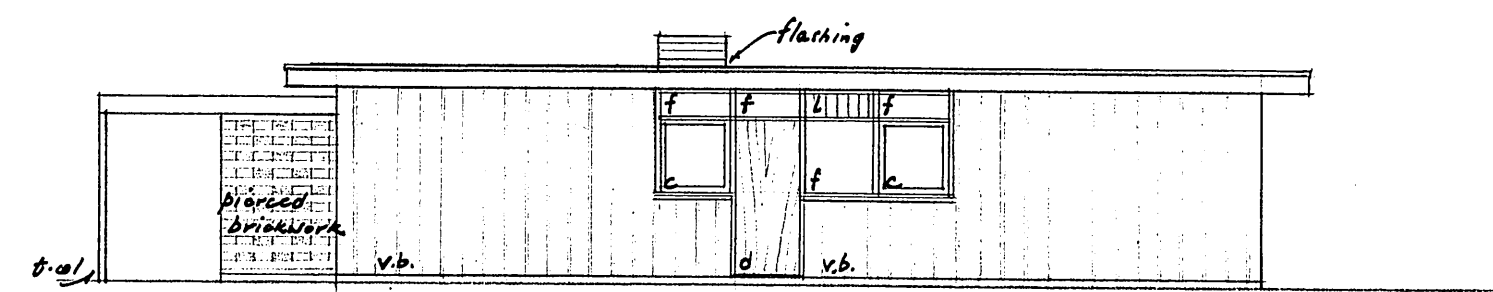 flashing
f f L f
c f c
pierced
brickwork
v.b. d v.b.
t.col